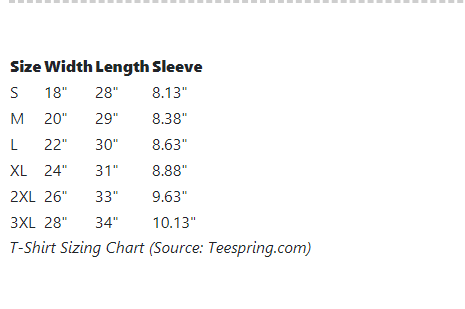 Size Width Length Sleeve
S 18" 28" 8.13"
M 20" 29" 8.38"
L 22" 30" 8.63"
XL 24" 31" 8.88"
2XL 26" 33" 9.63"
3XL 28" 34" 10.13"
T-Shirt Sizing Chart (Source: Teespring.com)